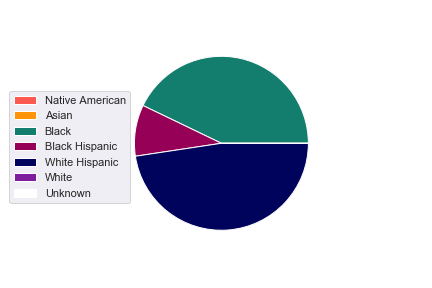 Native American
Asian
Black
Black Hispanic
White Hispanic
White
Unknown